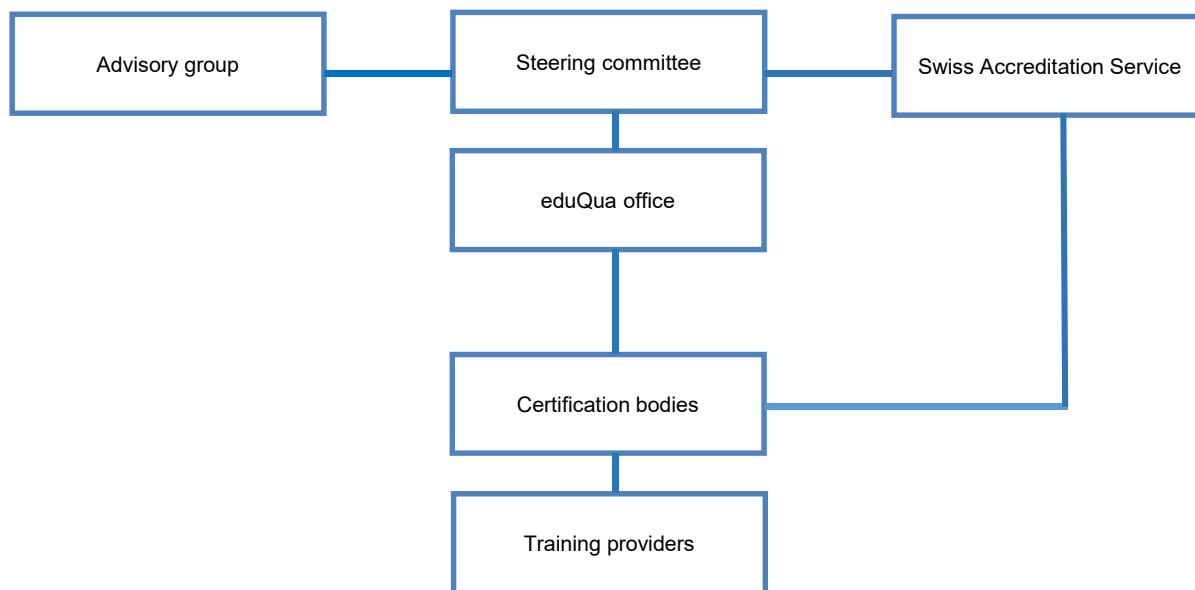 Advisory group
Steering committee
Swiss Accreditation Service
eduQua office
Certification bodies
Training providers